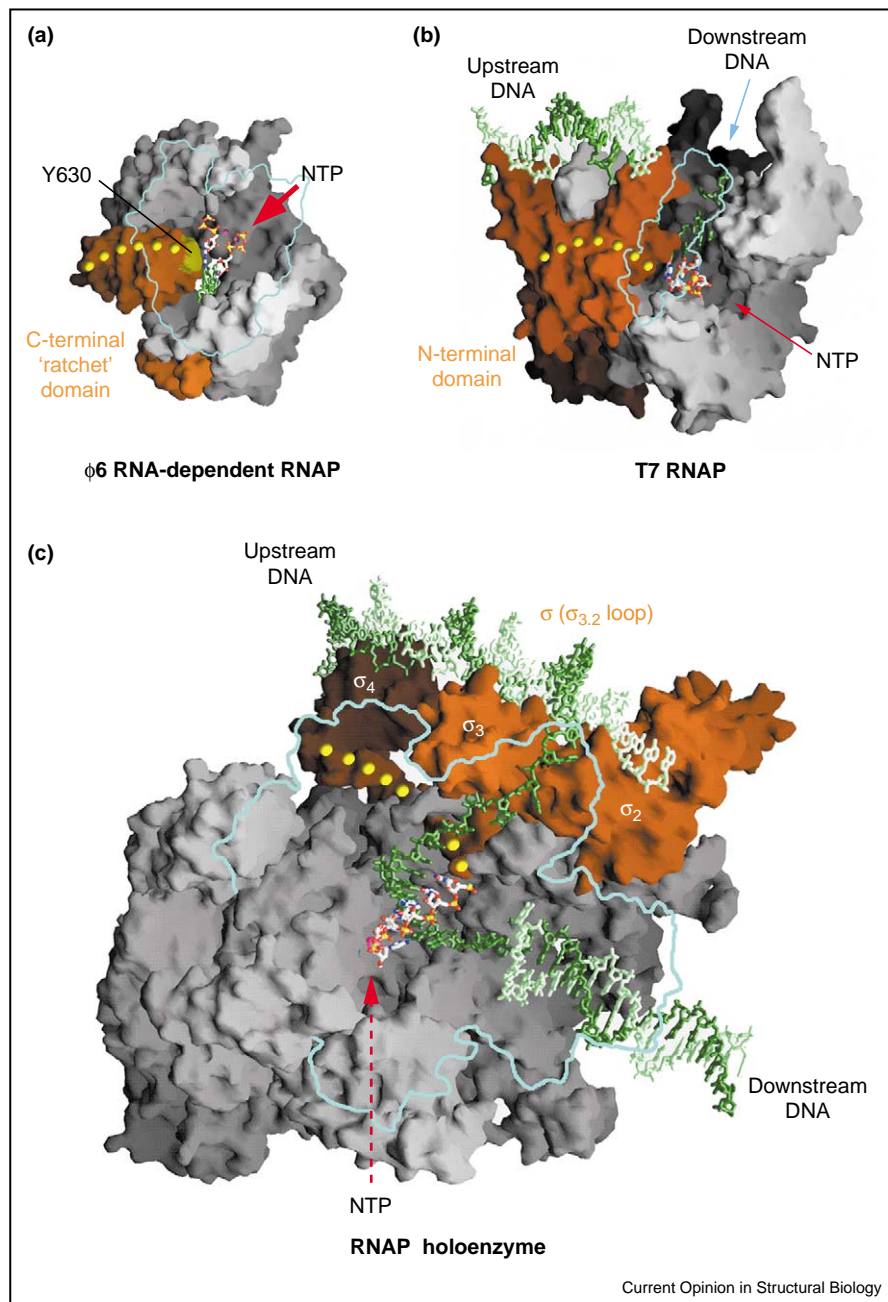 (a)
Y630
NTP
C-terminal
'ratchet'
domain
ϕ6 RNA-dependent RNAP
(b)
Upstream
DNA
Downstream
DNA
N-terminal
domain
NTP
T7 RNAP
(c)
Upstream
DNA
σ (σ3.2 loop)
σ4
σ3
σ2
Downstream
DNA
NTP
RNAP holoenzyme
Current Opinion in Structural Biology